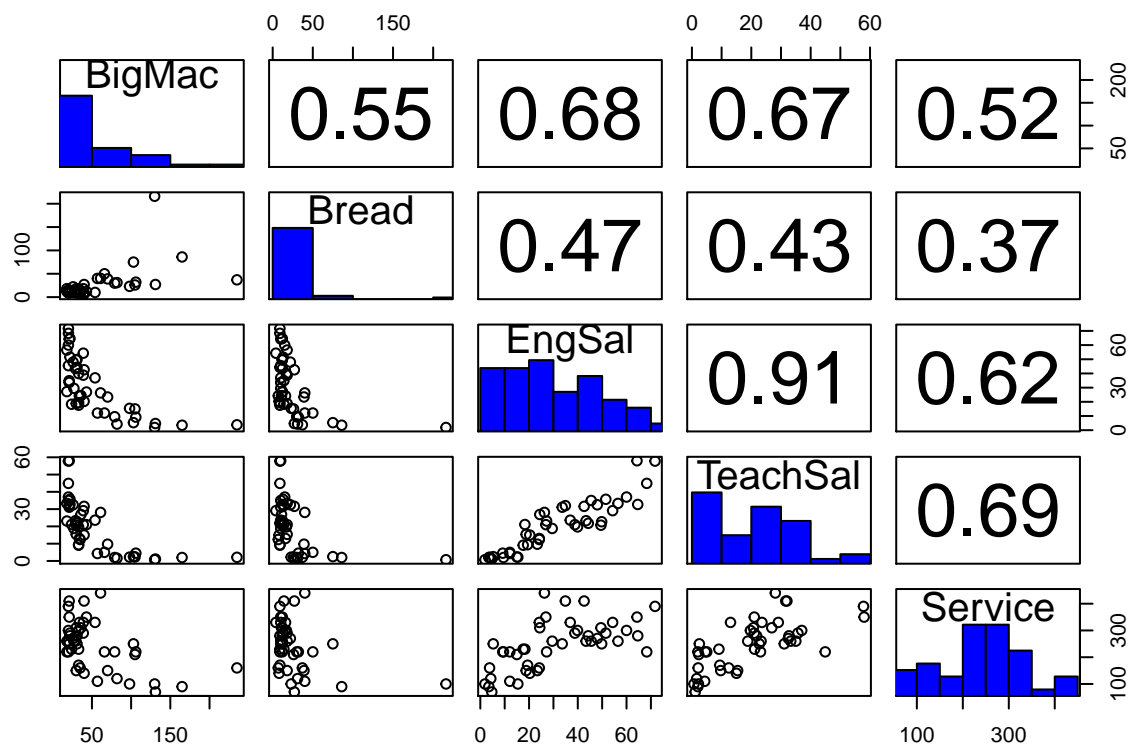 0 50 150 0 20 40 60
BigMac 0.55 0.68 0.67 0.52 50 200
0 100 Bread 0.47 0.43 0.37
EngSal 0.91 0.62 0 30 60
0 30 60 TeachSal 0.69
Service 100 300
50 150 0 20 40 60 100 300